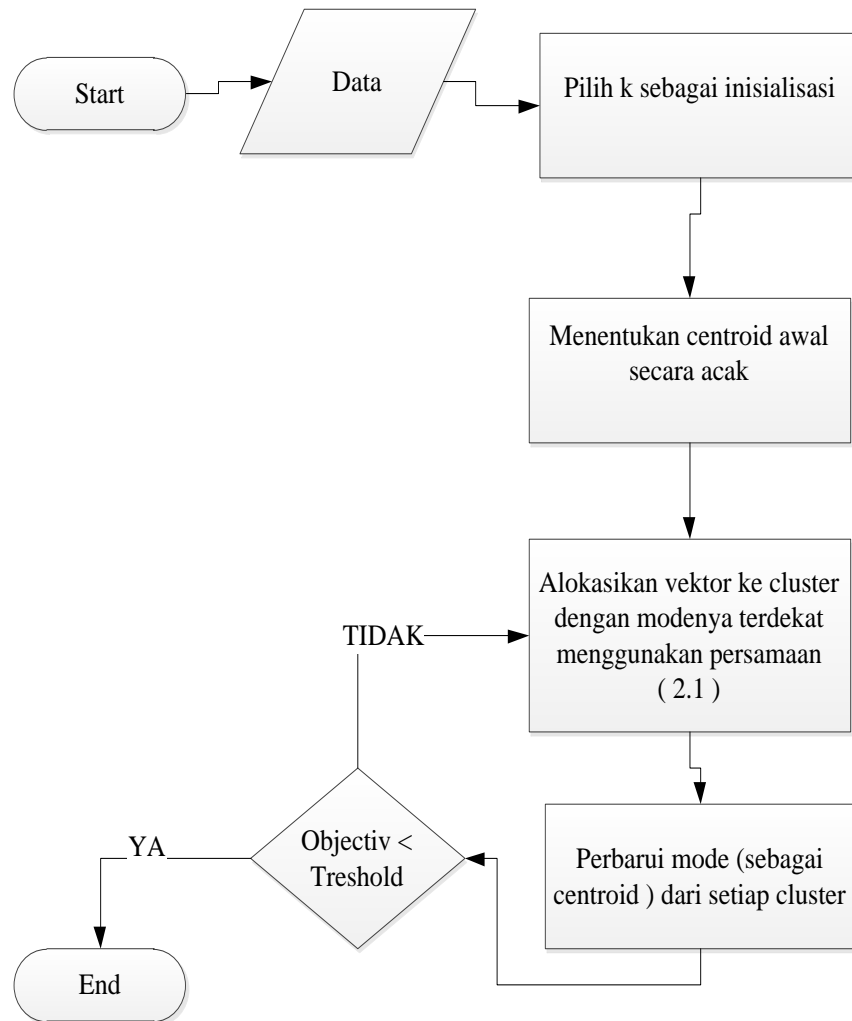 Start
Data
Pilih k sebagai inisialisasi
Menentukan centroid awal
secara acak
Alokasikan vektor ke cluster
dengan modenya terdekat
menggunakan persamaan
( 2.1 )
TIDAK
Perbarui mode (sebagai
centroid ) dari setiap cluster
Objectiv <
Treshold
YA
End